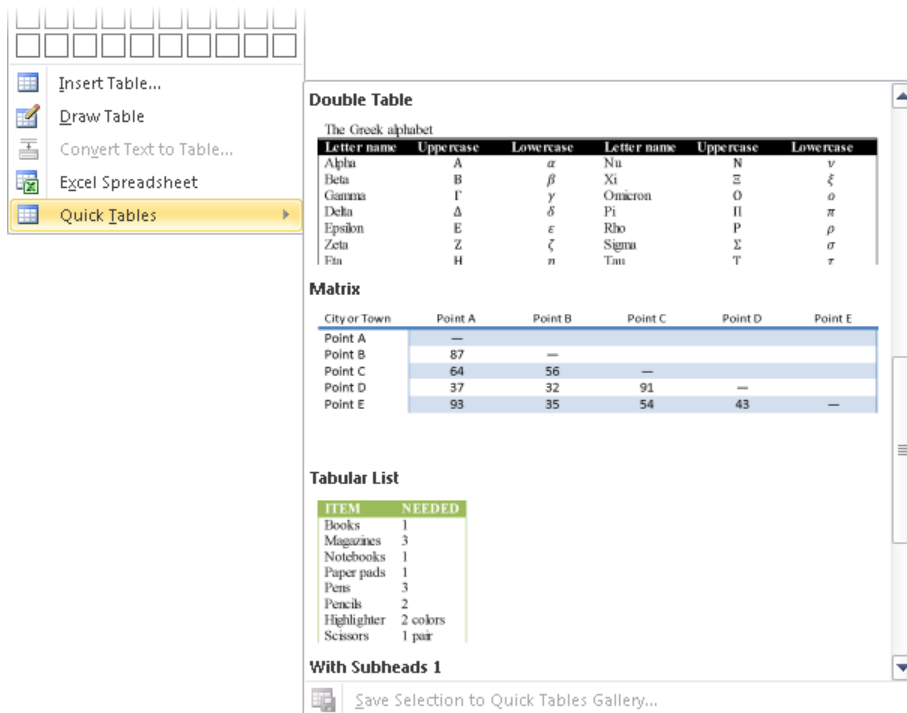 Insert Table...
Draw Table
Convert Text to Table...
Excel Spreadsheet
Quick Tables
Double Table
The Greek alphabet
Letter name Uppercase Lowercase Letter name Uppercase Lowercase
Alpha Α α Nu Ν ν
Beta Β β Xi Ξ ξ
Gamma Γ γ Omicron Ο ο
Delta Δ δ Pi Π π
Epsilon Ε ε Rho Ρ ρ
Zeta Ζ ζ Sigma Σ σ
Eta Η η Tau Τ τ
Matrix
City or Town Point A Point B Point C Point D Point E
Point A —
Point B 87 —
Point C 64 56 —
Point D 37 32 91 —
Point E 93 35 54 43 —
Tabular List
ITEM NEEDED
Books 1
Magazines 3
Notebooks 1
Paper pads 1
Pens 3
Pencils 2
Highlighter 2 colors
Scissors 1 pair
With Subheads 1
Save Selection to Quick Tables Gallery...